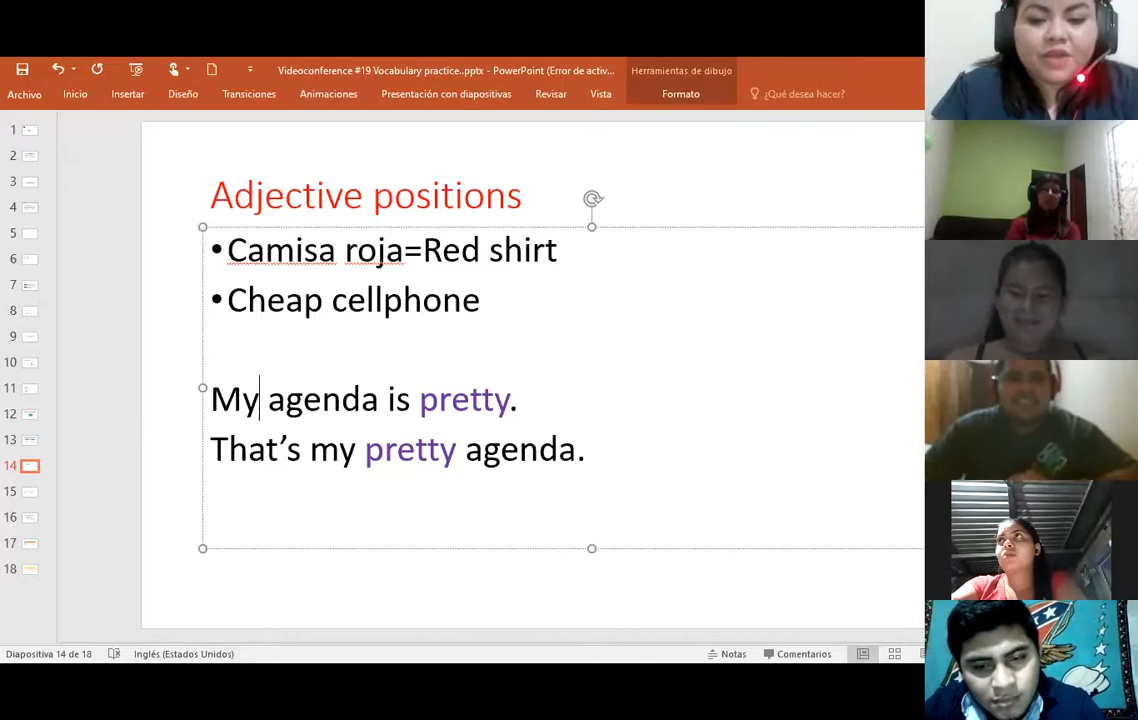 Videoconference #19 Vocabulary practice..pptx - PowerPoint (Error de activ...
Herramientas de dibujo
Archivo Inicio Insertar Diseño Transiciones Animaciones Presentación con diapositivas Revisar Vista Formato ¿Qué desea hacer?
1
2
3
4
5
6
7
8
9
10
11
12
13
14
15
16
17
18
Adjective positions
•Camisa roja=Red shirt
•Cheap cellphone
My agenda is pretty.
That's my pretty agenda.
Diapositiva 14 de 18 Inglés (Estados Unidos) Notas Comentarios